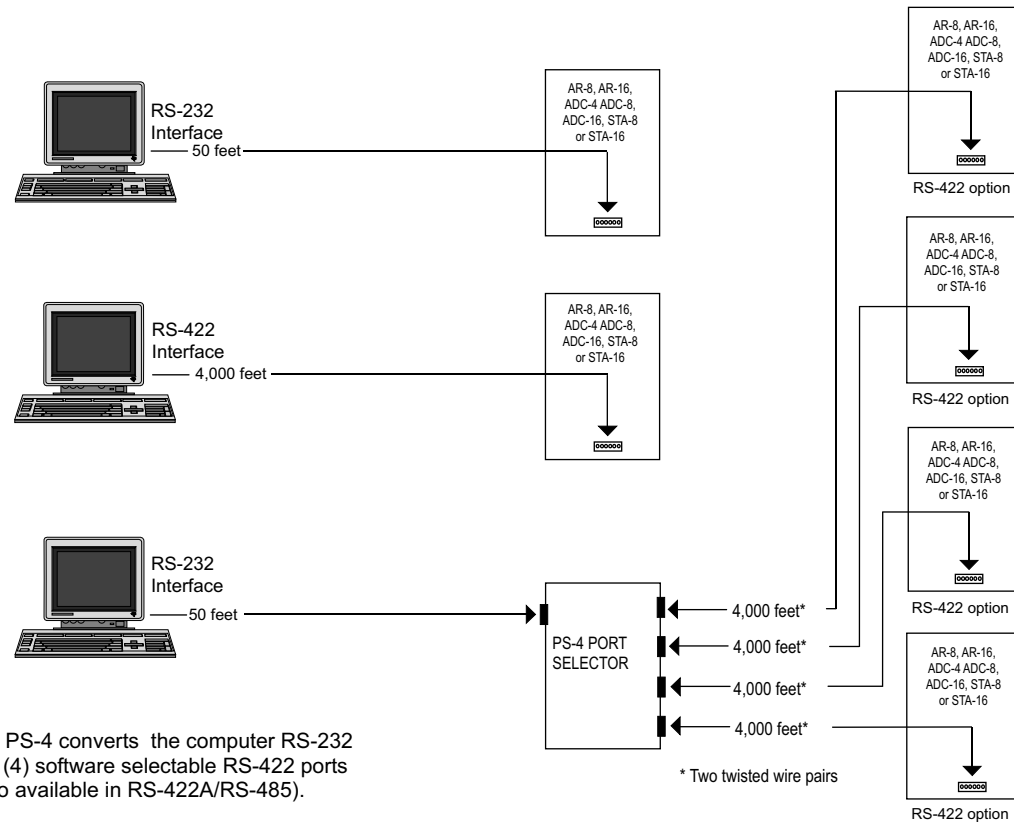 RS-232
Interface
50 feet
AR-8, AR-16,
ADC-4 ADC-8,
ADC-16, STA-8
or STA-16
RS-422
Interface
4,000 feet
AR-8, AR-16,
ADC-4 ADC-8,
ADC-16, STA-8
or STA-16
RS-232
Interface
50 feet
PS-4 PORT
SELECTOR
4,000 feet*
4,000 feet*
4,000 feet*
4,000 feet*
* Two twisted wire pairs
AR-8, AR-16,
ADC-4 ADC-8,
ADC-16, STA-8
or STA-16
RS-422 option
AR-8, AR-16,
ADC-4 ADC-8,
ADC-16, STA-8
or STA-16
RS-422 option
AR-8, AR-16,
ADC-4 ADC-8,
ADC-16, STA-8
or STA-16
RS-422 option
AR-8, AR-16,
ADC-4 ADC-8,
ADC-16, STA-8
or STA-16
RS-422 option
PS-4 converts the computer RS-232
(4) software selectable RS-422 ports
available in RS-422A/RS-485).